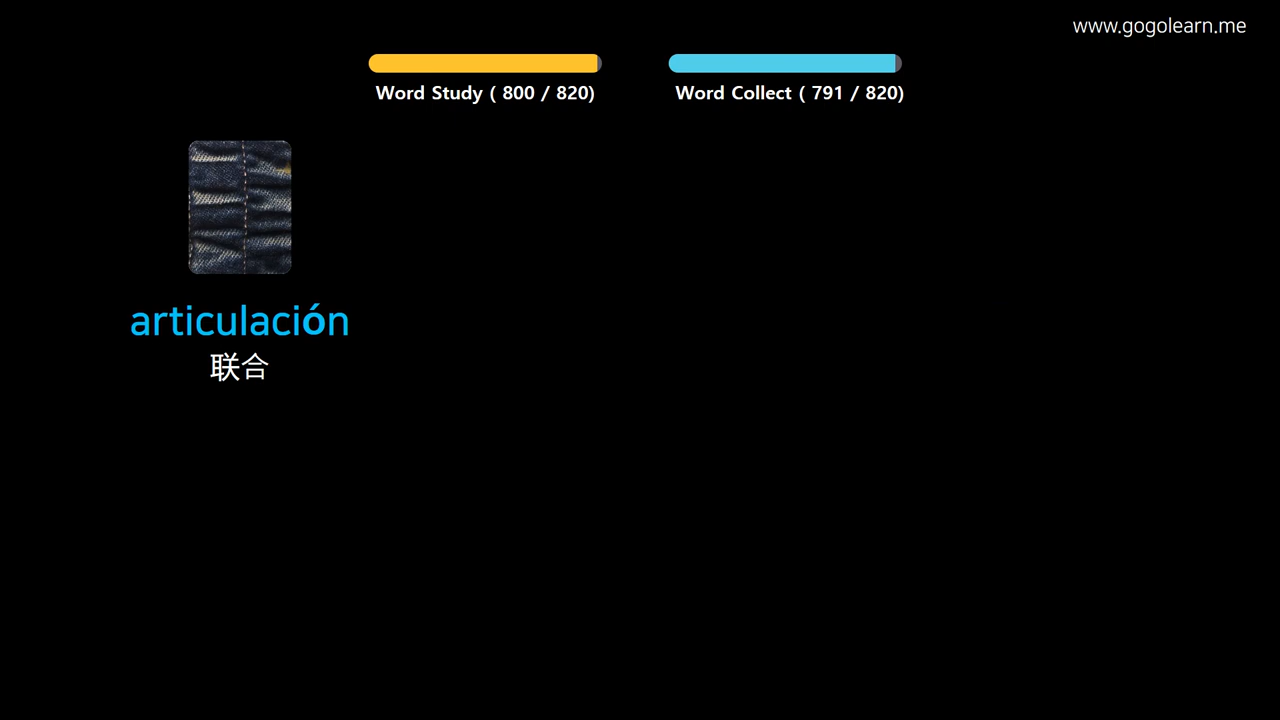 www.gogolearn.me
Word Study ( 800 / 820)
Word Collect ( 791 / 820)
articulación
联合